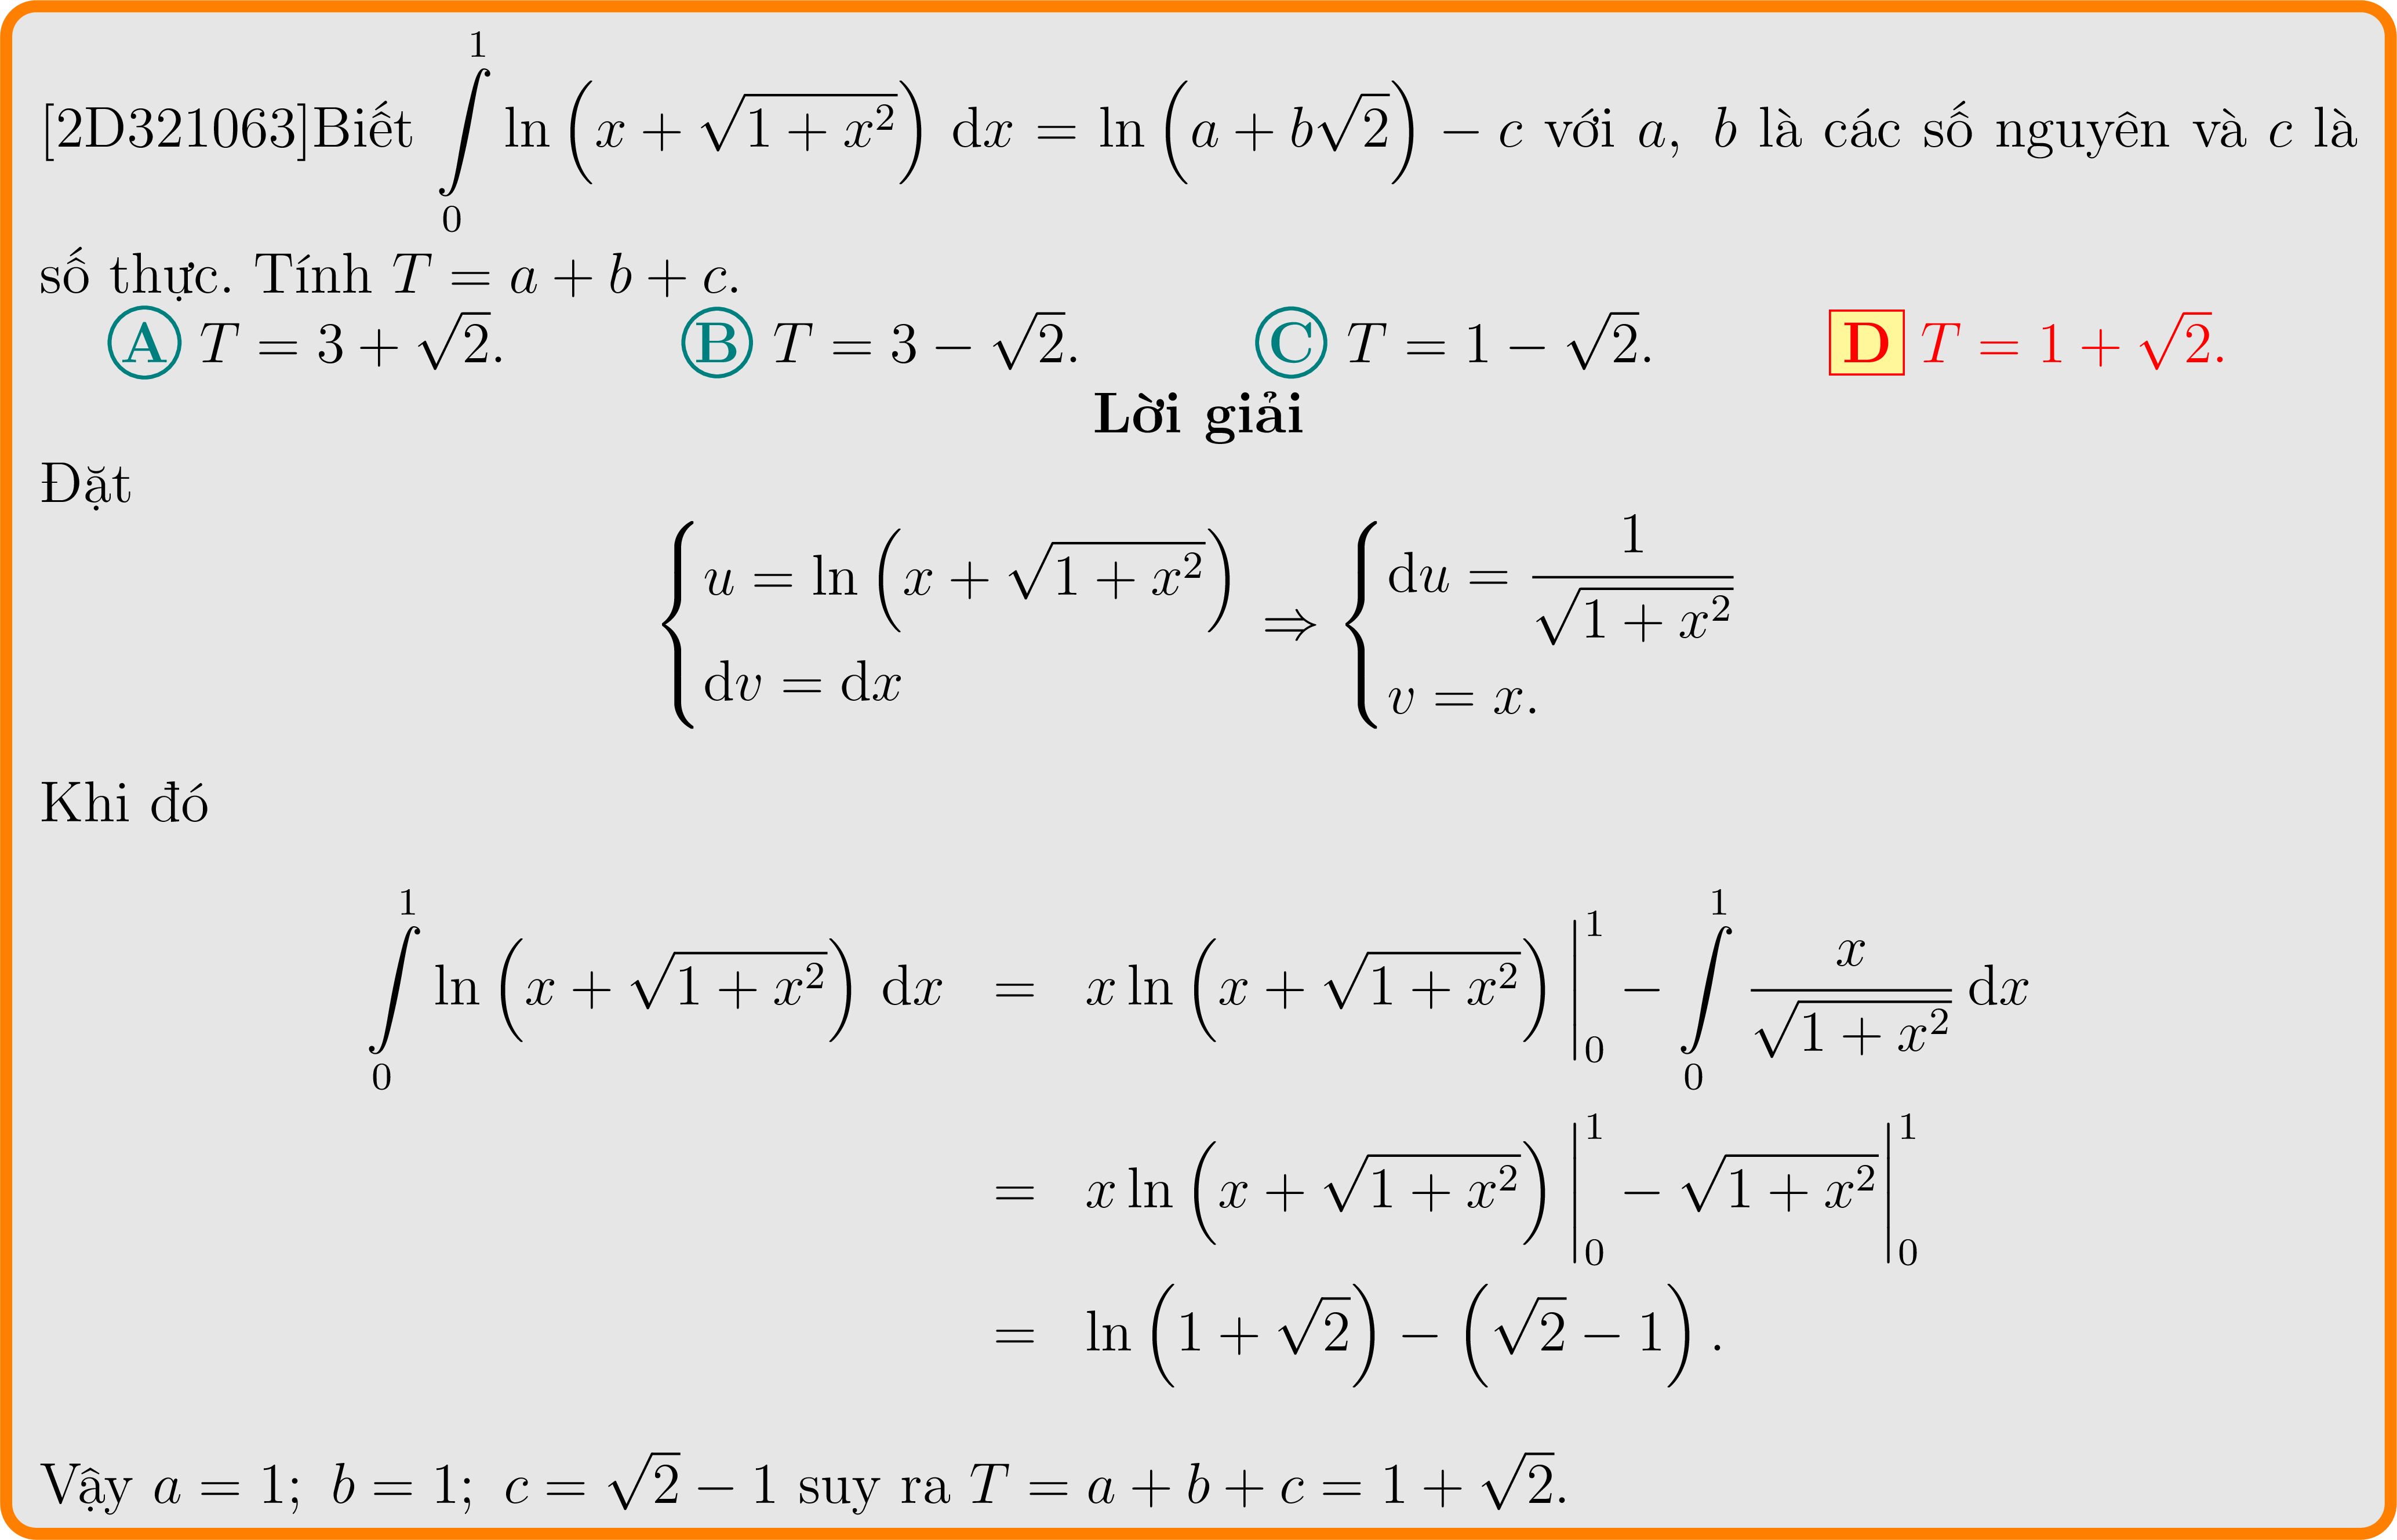 [2D321063]Biết $\int\limits_0^1 \ln\left(x+\sqrt{1+x^2}\right)\,\mathrm{d}x = \ln\left(a+b\sqrt{2}\right)-c$ với $a,\ b$ là các số nguyên và $c$ là
số thực. Tính $T = a+b+c$.
A $T = 3+\sqrt{2}$. B $T = 3-\sqrt{2}$. C $T = 1-\sqrt{2}$. D $T = 1+\sqrt{2}$.
Lời giải
Đặt
$\begin{cases} u = \ln\left(x+\sqrt{1+x^2}\right) \\ \mathrm{d}v = \mathrm{d}x \end{cases} \Rightarrow \begin{cases} \mathrm{d}u = \dfrac{1}{\sqrt{1+x^2}} \\ v = x. \end{cases}$
Khi đó
$\int\limits_0^1 \ln\left(x+\sqrt{1+x^2}\right)\,\mathrm{d}x = x\ln\left(x+\sqrt{1+x^2}\right)\Big|_0^1 - \int\limits_0^1 \dfrac{x}{\sqrt{1+x^2}}\,\mathrm{d}x$
$= x\ln\left(x+\sqrt{1+x^2}\right)\Big|_0^1 - \sqrt{1+x^2}\Big|_0^1$
$= \ln\left(1+\sqrt{2}\right) - \left(\sqrt{2}-1\right).$
Vậy $a = 1;\ b = 1;\ c = \sqrt{2}-1$ suy ra $T = a+b+c = 1+\sqrt{2}$.